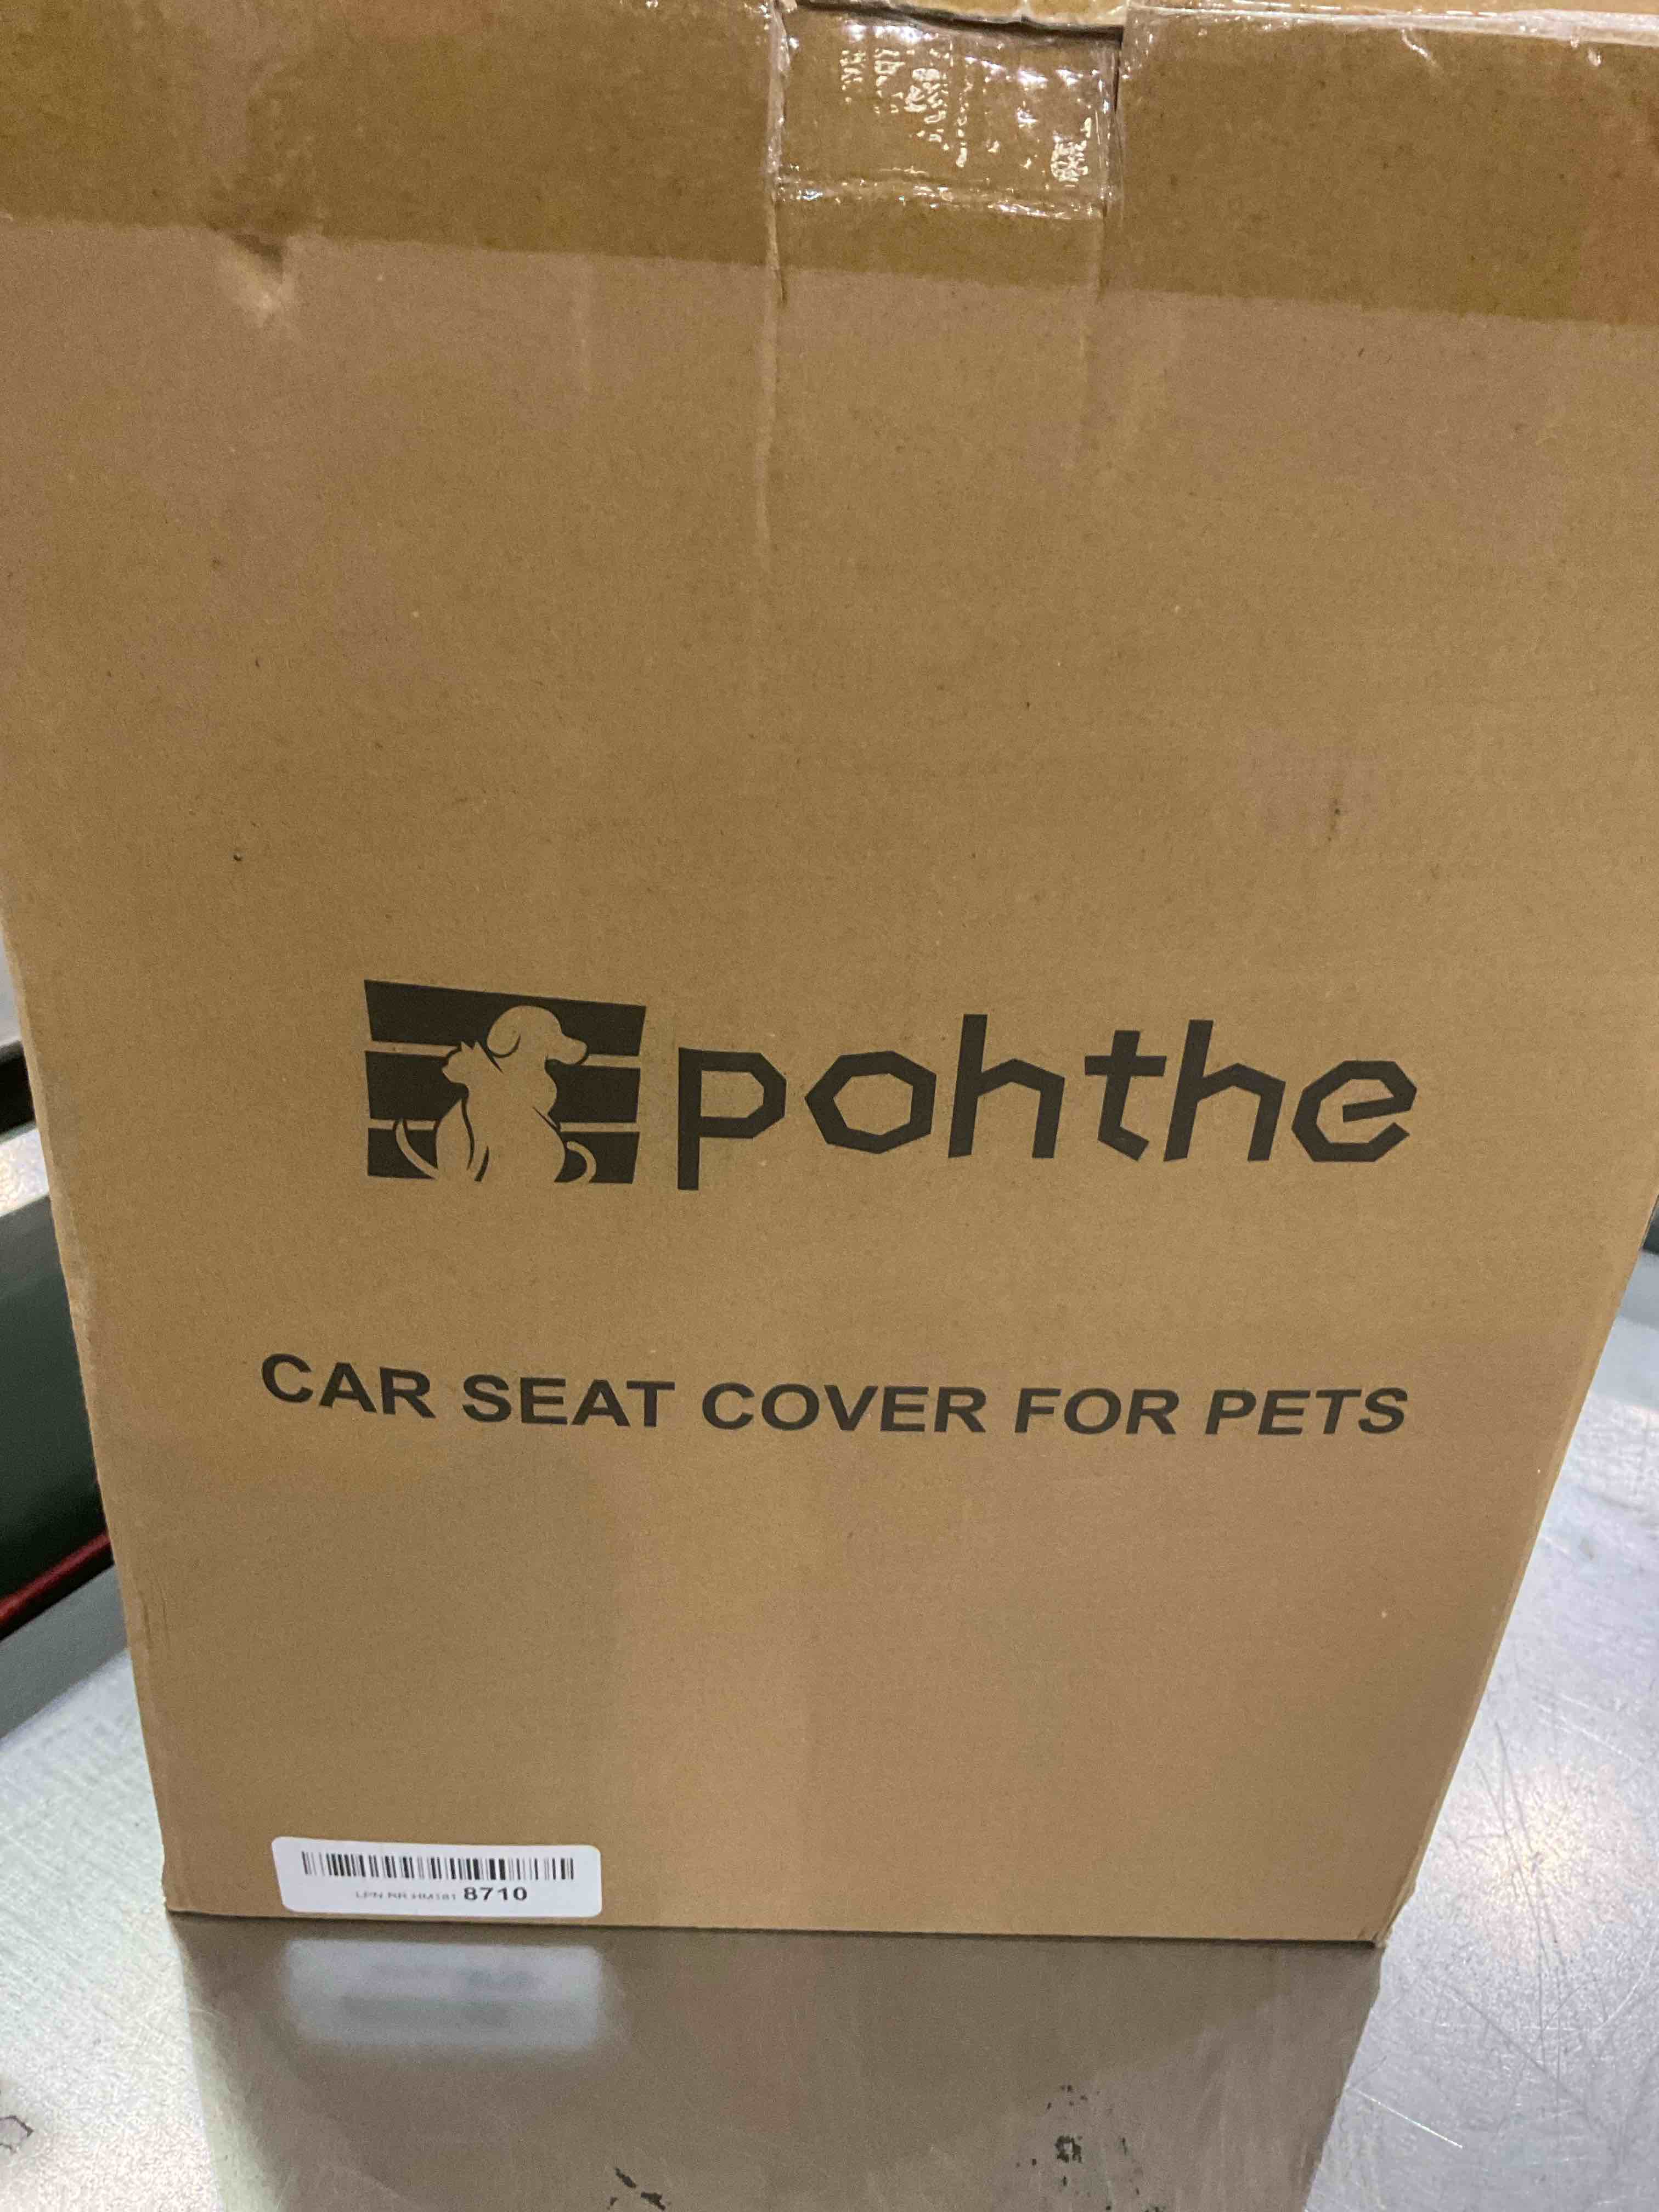 pohthe
CAR SEAT COVER FOR PETS
8710